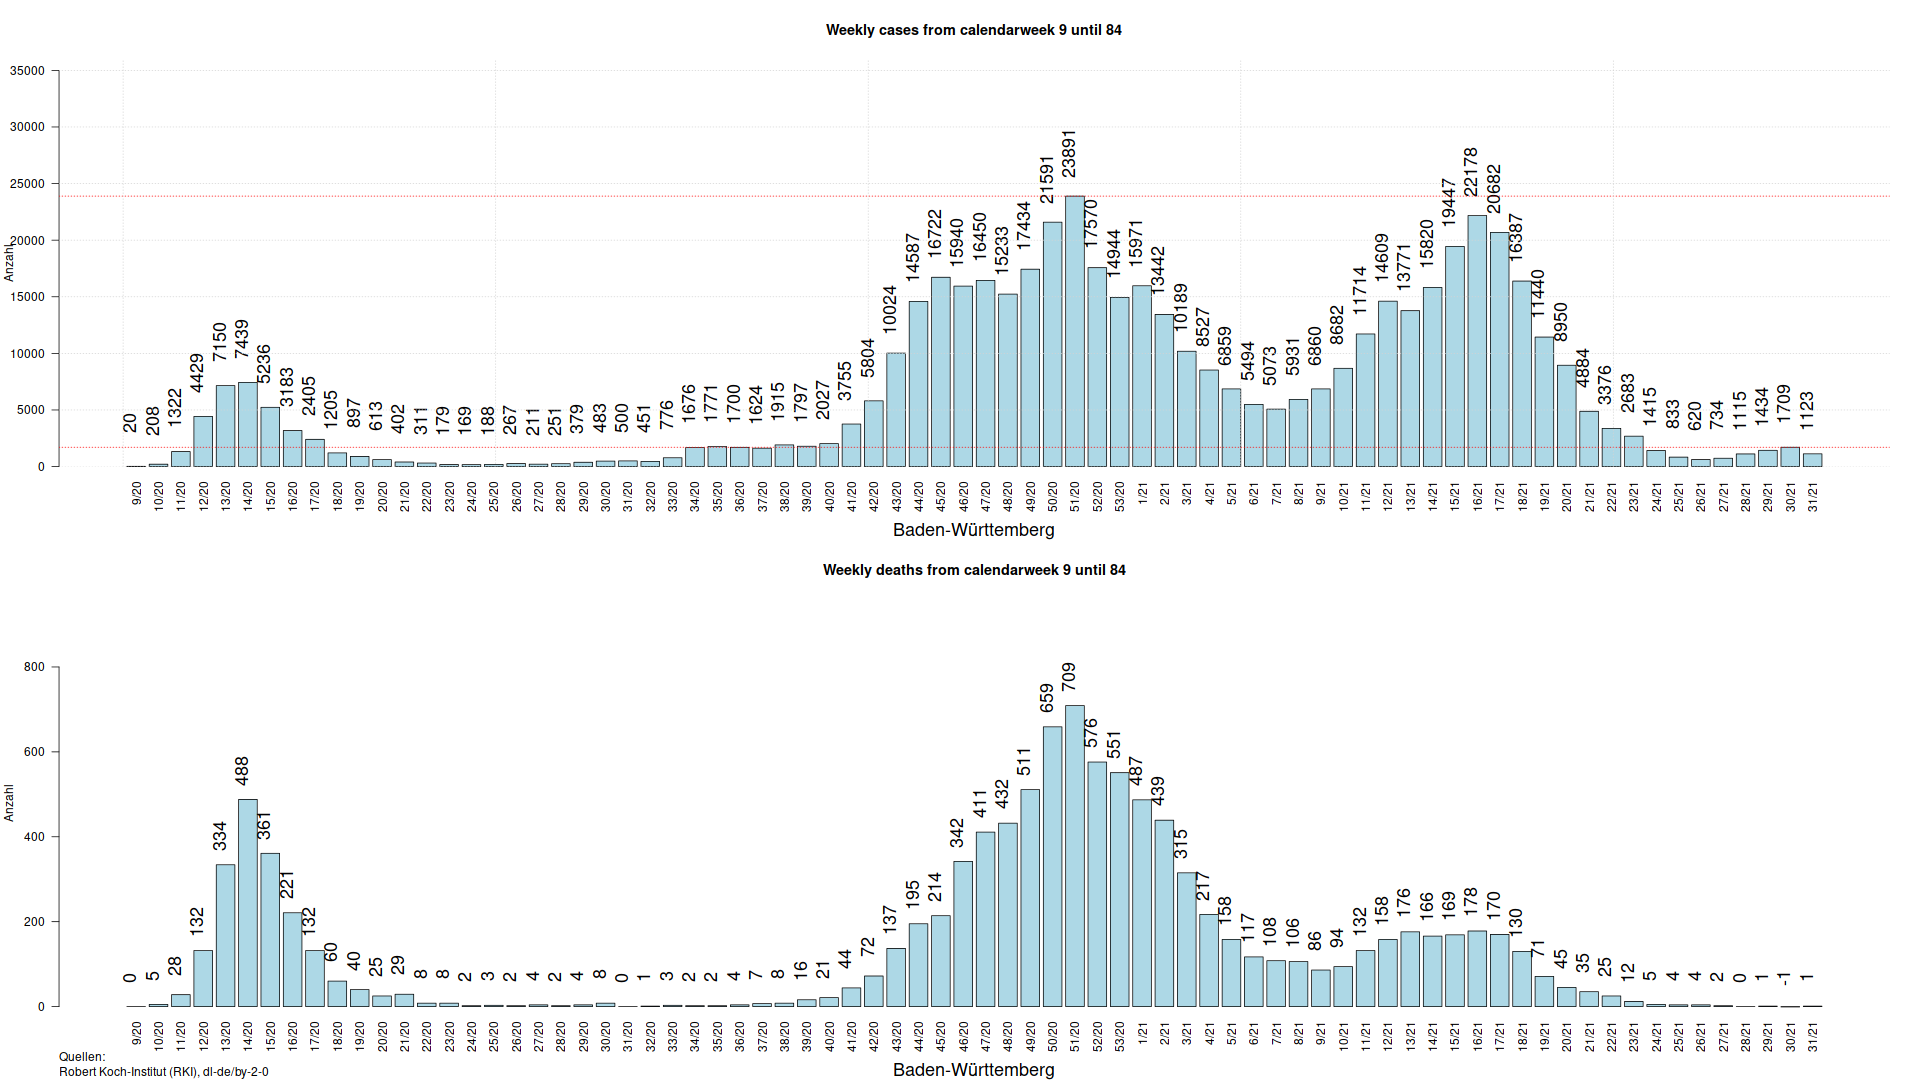 Weekly cases from calendarweek 9 until 84
Anzahl
35000
30000
25000
20000
15000
10000
5000
0
20 208 1322 4429 7150 7439 5236 3183 2405 1205 897 613 402 311 179 169 188 267 211 251 379 483 500 451 776 1676 1771 1700 1624 1915 1797 2027 3755 5804 10024 14587 16722 15940 16450 15233 17434 21591 23891 17570 14944 15971 13442 10189 8527 6859 5494 5073 5931 6860 8682 11714 14609 13771 15820 19447 22178 20682 16387 11440 8950 4884 3376 2683 1415 833 620 734 1115 1434 1709 1123
9/20 10/20 11/20 12/20 13/20 14/20 15/20 16/20 17/20 18/20 19/20 20/20 21/20 22/20 23/20 24/20 25/20 26/20 27/20 28/20 29/20 30/20 31/20 32/20 33/20 34/20 35/20 36/20 37/20 38/20 39/20 40/20 41/20 42/20 43/20 44/20 45/20 46/20 47/20 48/20 49/20 50/20 51/20 52/20 53/20 1/21 2/21 3/21 4/21 5/21 6/21 7/21 8/21 9/21 10/21 11/21 12/21 13/21 14/21 15/21 16/21 17/21 18/21 19/21 20/21 21/21 22/21 23/21 24/21 25/21 26/21 27/21 28/21 29/21 30/21 31/21
Baden-Württemberg
Weekly deaths from calendarweek 9 until 84
Anzahl
800
600
400
200
0
0 5 28 132 334 488 361 221 132 60 40 25 29 8 8 2 3 2 4 2 4 8 0 1 3 2 2 4 7 8 16 21 44 72 137 195 214 342 411 432 511 659 709 576 551 487 439 315 217 158 117 108 106 86 94 132 158 176 166 169 178 170 130 71 45 35 25 12 5 4 4 2 0 1 -1 1
9/20 10/20 11/20 12/20 13/20 14/20 15/20 16/20 17/20 18/20 19/20 20/20 21/20 22/20 23/20 24/20 25/20 26/20 27/20 28/20 29/20 30/20 31/20 32/20 33/20 34/20 35/20 36/20 37/20 38/20 39/20 40/20 41/20 42/20 43/20 44/20 45/20 46/20 47/20 48/20 49/20 50/20 51/20 52/20 53/20 1/21 2/21 3/21 4/21 5/21 6/21 7/21 8/21 9/21 10/21 11/21 12/21 13/21 14/21 15/21 16/21 17/21 18/21 19/21 20/21 21/21 22/21 23/21 24/21 25/21 26/21 27/21 28/21 29/21 30/21 31/21
Baden-Württemberg
Quellen:
Robert Koch-Institut (RKI), dl-de/by-2-0